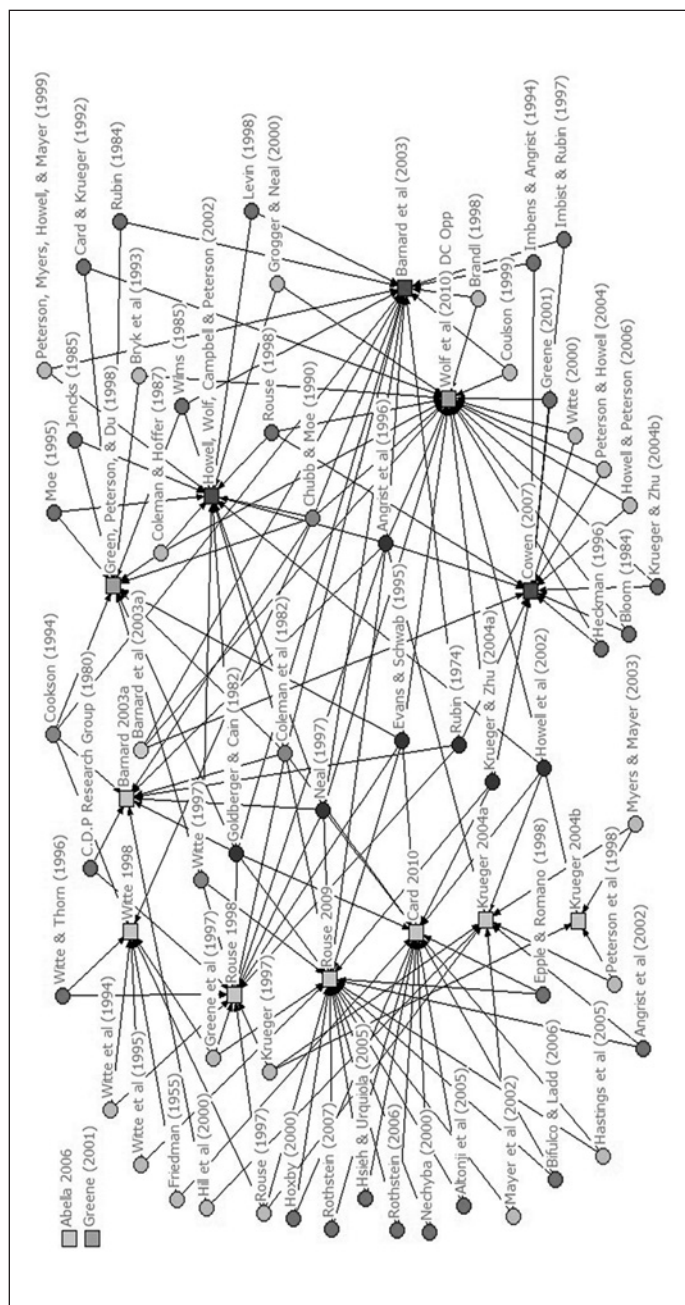 Abella 2006
Greene (2001)
Witte & Thorn (1996)
Cookson (1994)
Moe (1995)
Peterson, Myers, Howell, & Mayer (1999)
Jencks (1985)
Card & Krueger (1992)
C.D.P Research Group (1980)
Witte et al (1994)
Green, Peterson, & Du (1998)
Rubin (1984)
Barnard 2003a
Witte 1998
Barnard et al (2003a)
Bryk et al (1993)
Witte et al (1995)
Coleman & Hoffer (1987)
Friedman (1955)
Wilms (1985)
Hill et al (2000)
Witte (1997)
Howell, Wolf, Campbell & Peterson (2002)
Greene et al (1997)
Rouse 1998
Goldberger & Cain (1982)
Levin (1998)
Rouse (1997)
Krueger (1997)
Rouse (1998)
Grogger & Neal (2000)
Coleman et al (1982)
Hoxby (2000)
Chubb & Moe (1990)
Neal (1997)
Rothstein (2007)
Rouse 2009
Hsieh & Urquiola (2005)
Angrist et al (1996)
Evans & Schwab (1995)
Barnard et al (2003)
Rothstein (2006)
Card 2010
Nechyba (2000)
Wolf et al (2010) DC Opp
Rubin (1974)
Altonji et al (2005)
Brandl (1998)
Krueger & Zhu (2004a)
Krueger 2004a
Mayer et al (2002)
Coulson (1999)
Cowen (2007)
Imbens & Angrist (1994)
Howell et al (2002)
Epple & Romano (1998)
Greene (2001)
Bifulco & Ladd (2006)
Imbist & Rubin (1997)
Witte (2000)
Krueger 2004b
Peterson & Howell (2004)
Heckman (1996)
Hastings et al (2005)
Peterson et al (1998)
Howell & Peterson (2006)
Bloom (1984)
Myers & Mayer (2003)
Angrist et al (2002)
Krueger & Zhu (2004b)